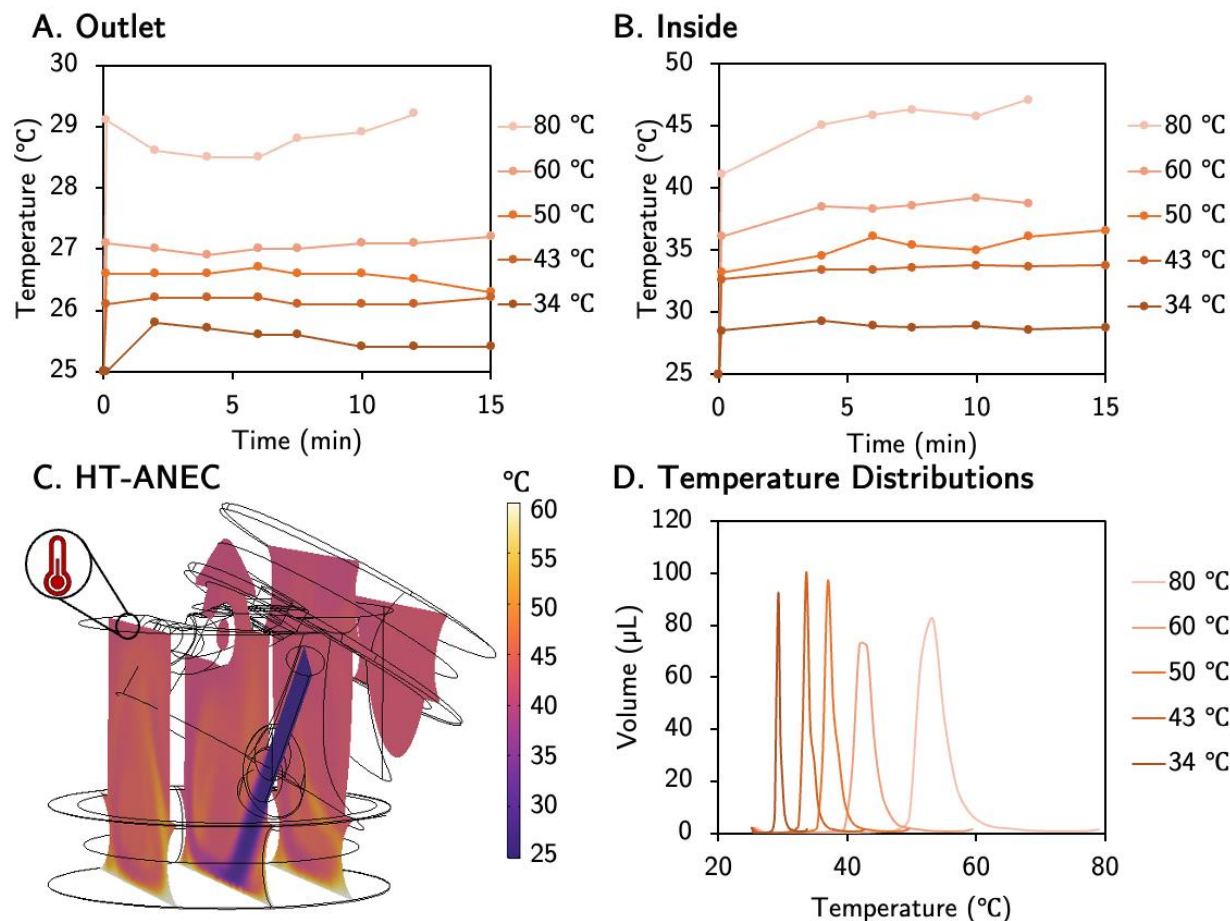 A. Outlet
30
29
28
27
26
25
Temperature (°C)
0 5 10 15
Time (min)
80 °C
60 °C
50 °C
43 °C
34 °C
B. Inside
50
45
40
35
30
25
Temperature (°C)
0 5 10 15
Time (min)
80 °C
60 °C
50 °C
43 °C
34 °C
C. HT-ANEC
°C
60
55
50
45
40
35
30
25
D. Temperature Distributions
120
100
80
60
40
20
0
Volume (µL)
20 40 60 80
Temperature (°C)
80 °C
60 °C
50 °C
43 °C
34 °C